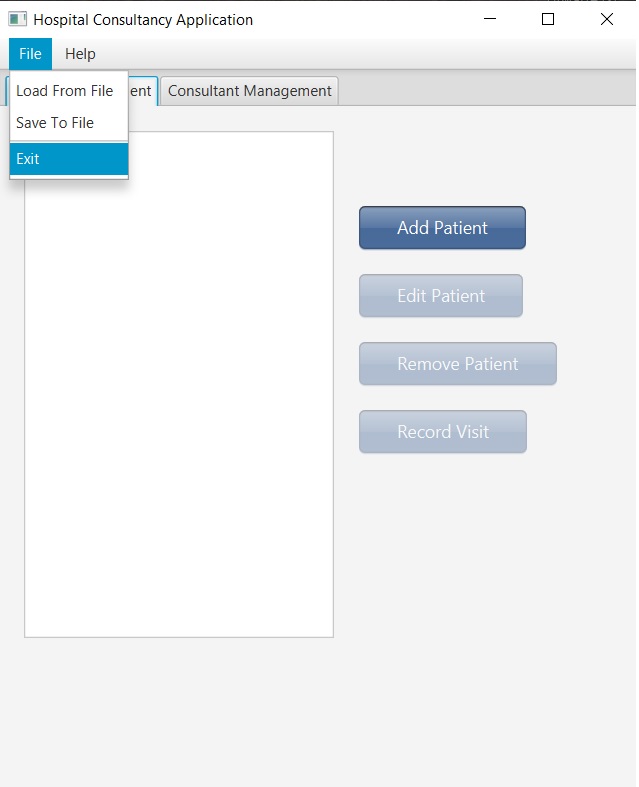 Hospital Consultancy Application
File Help
Load From File
Save To File
Exit
ent Consultant Management
Add Patient
Edit Patient
Remove Patient
Record Visit